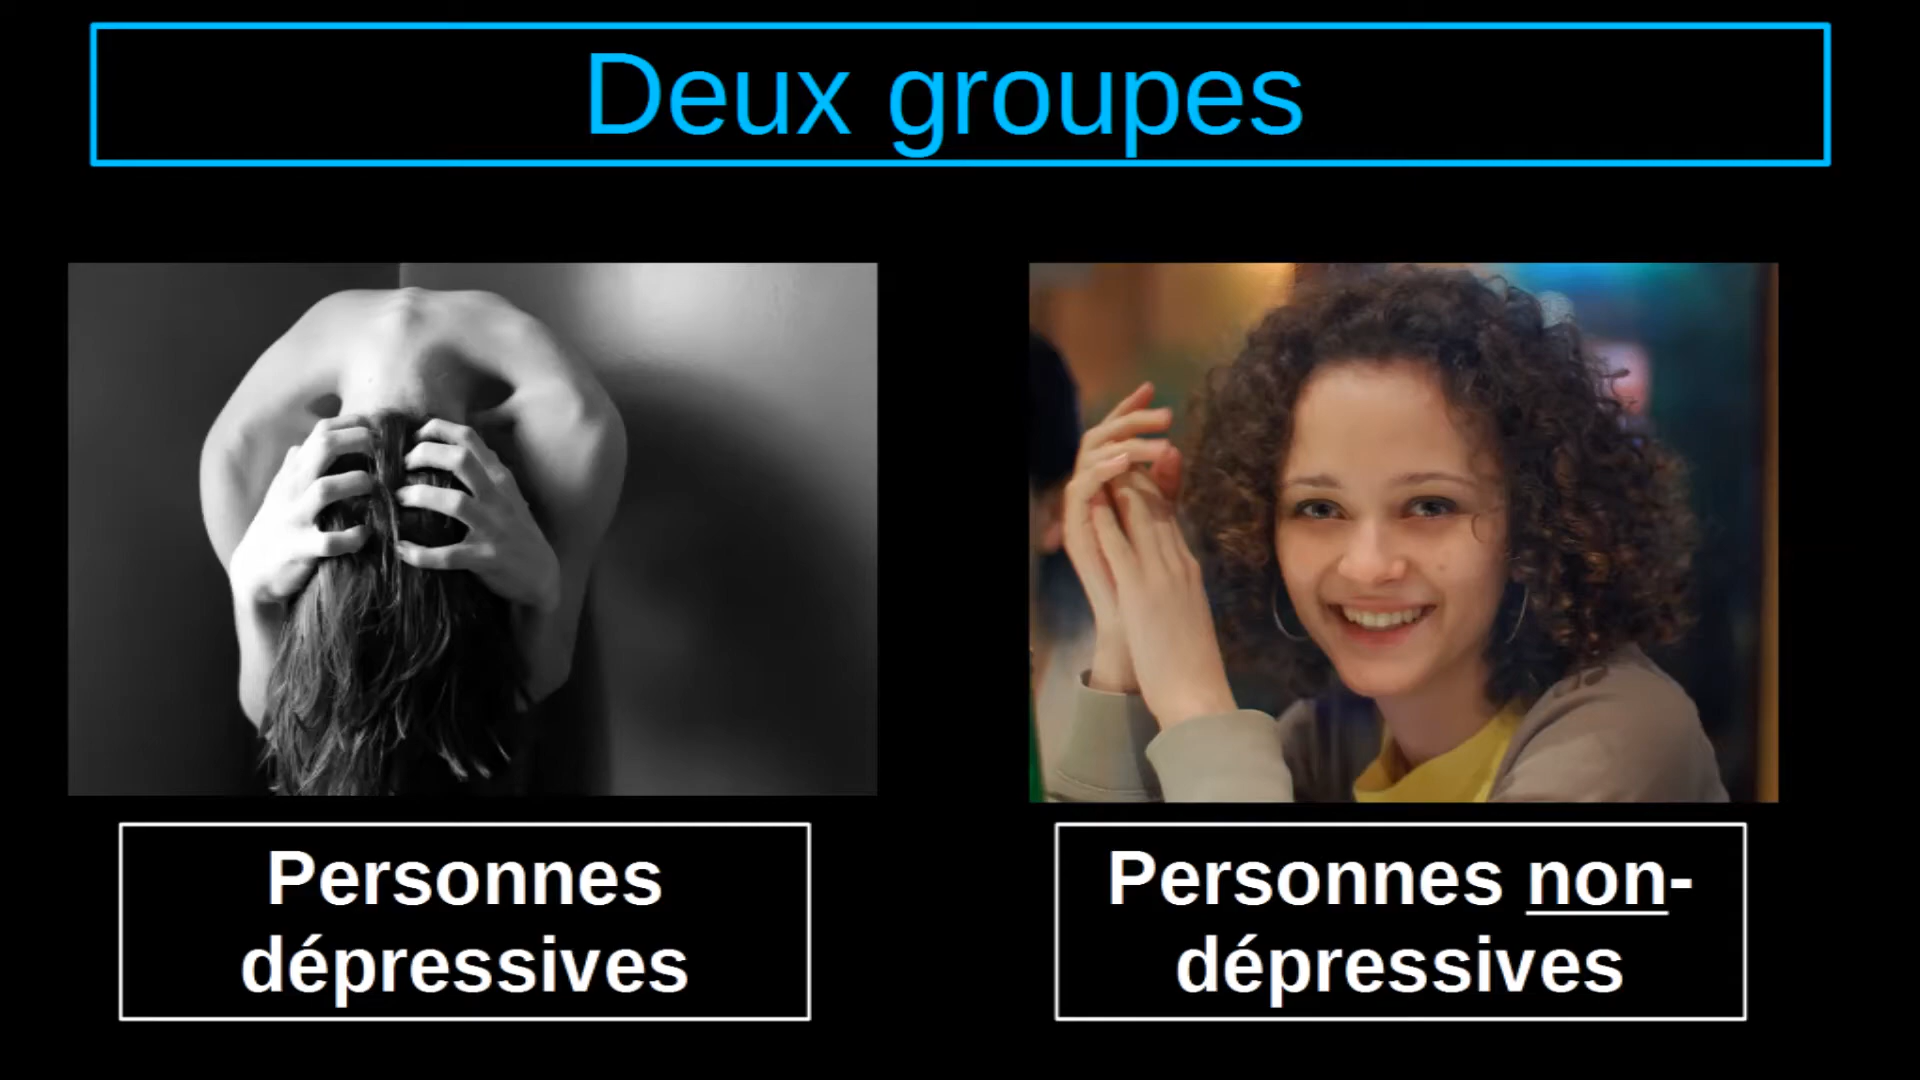 Deux groupes
Personnes
dépressives
Personnes non-
dépressives